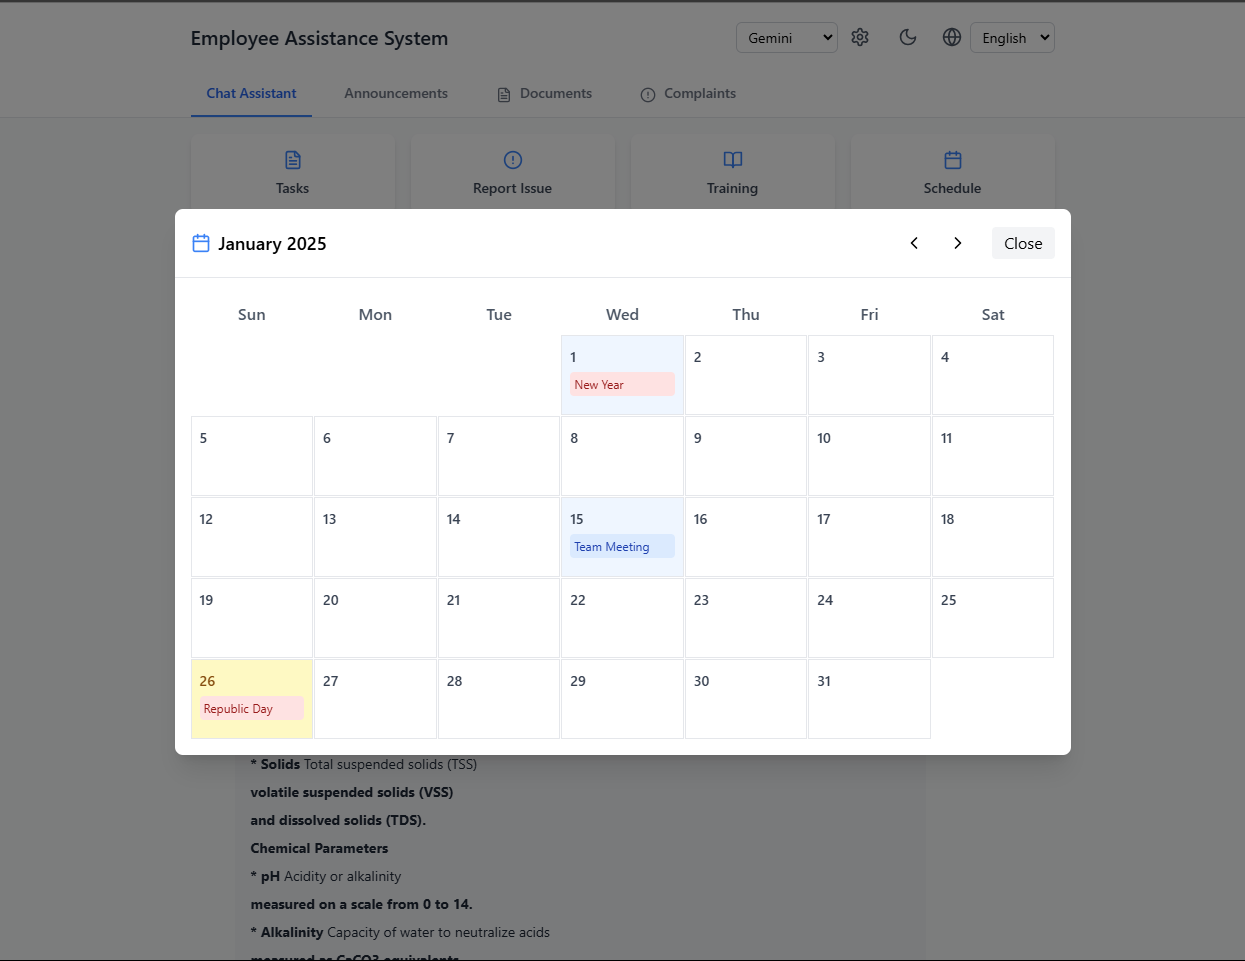 Employee Assistance System
Gemini
English
Chat Assistant
Announcements
Documents
Complaints
Tasks
Report Issue
Training
Schedule
January 2025
Close
Sun Mon Tue Wed Thu Fri Sat
1 2 3 4
New Year
5 6 7 8 9 10 11
12 13 14 15 16 17 18
Team Meeting
19 20 21 22 23 24 25
26 27 28 29 30 31
Republic Day
* Solids Total suspended solids (TSS)
volatile suspended solids (VSS)
and dissolved solids (TDS).
Chemical Parameters
* pH Acidity or alkalinity
measured on a scale from 0 to 14.
* Alkalinity Capacity of water to neutralize acids
measured as CaCO3 equivalents